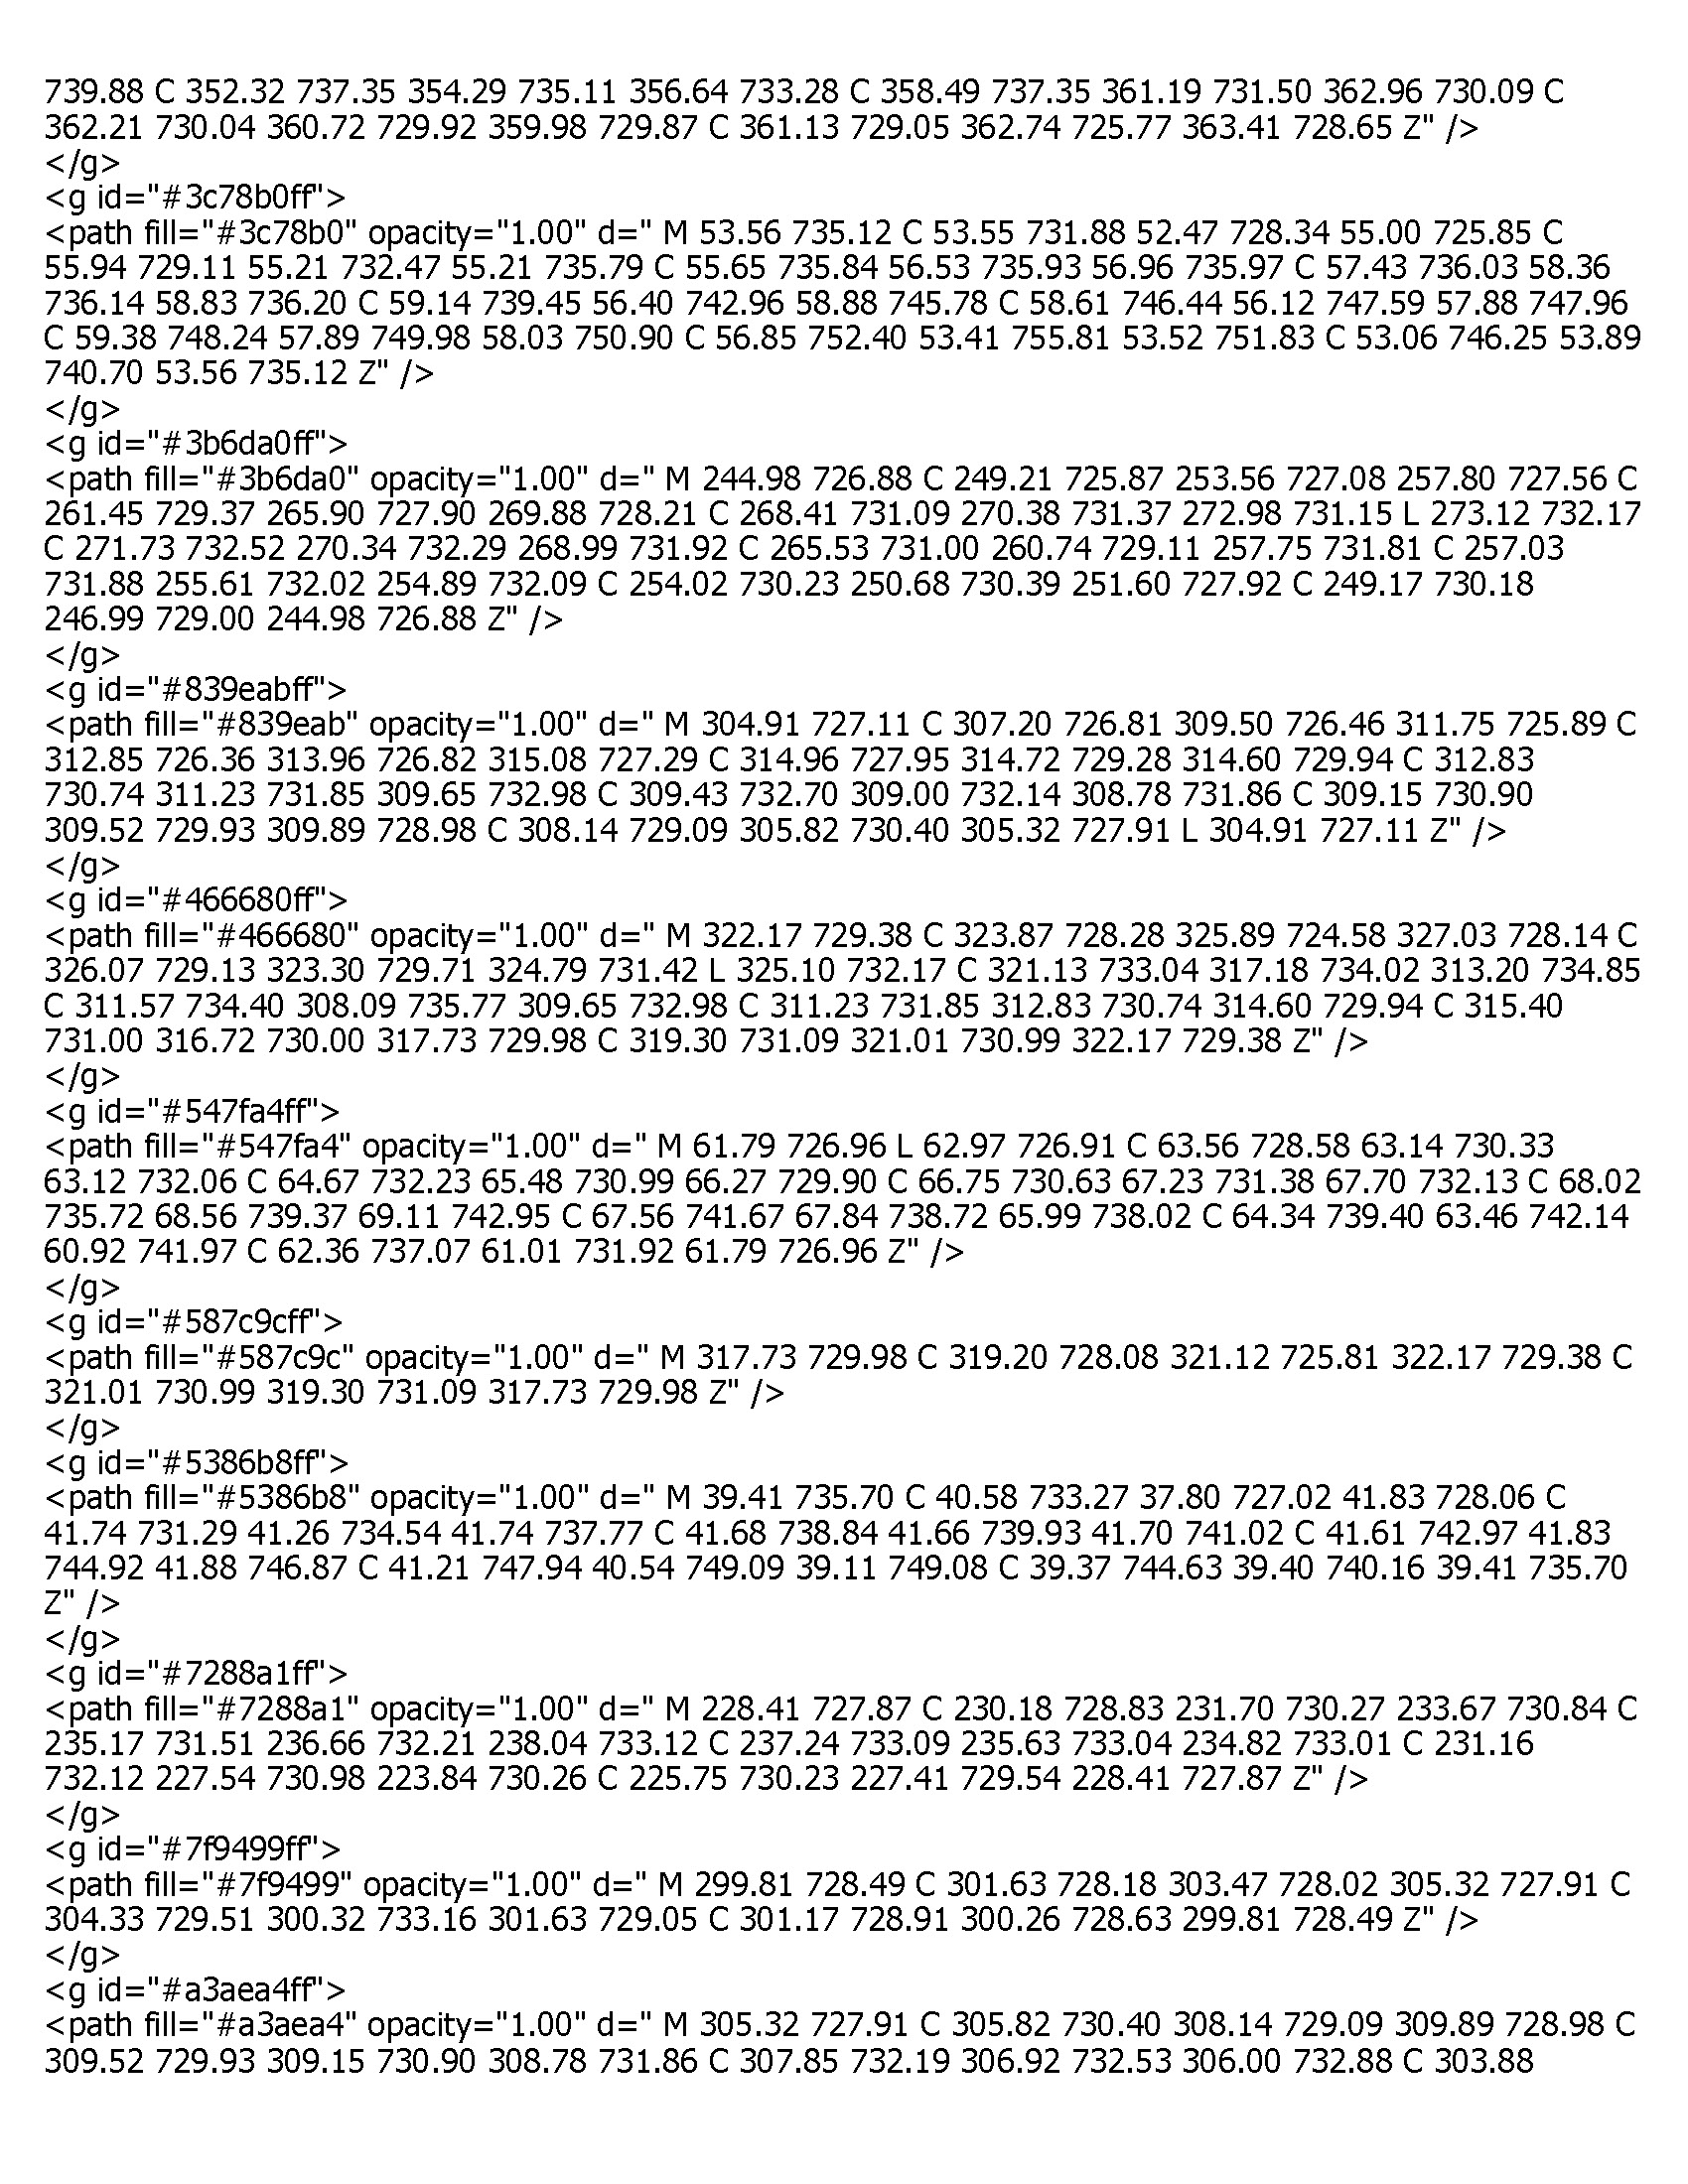 739.88 C 352.32 737.35 354.29 735.11 356.64 733.28 C 358.49 737.35 361.19 731.50 362.96 730.09 C
362.21 730.04 360.72 729.92 359.98 729.87 C 361.13 729.05 362.74 725.77 363.41 728.65 Z" />
</g>
<g id="#3c78b0ff">
<path fill="#3c78b0" opacity="1.00" d=" M 53.56 735.12 C 53.55 731.88 52.47 728.34 55.00 725.85 C
55.94 729.11 55.21 732.47 55.21 735.79 C 55.65 735.84 56.53 735.93 56.96 735.97 C 57.43 736.03 58.36
736.14 58.83 736.20 C 59.14 739.45 56.40 742.96 58.88 745.78 C 58.61 746.44 56.12 747.59 57.88 747.96
C 59.38 748.24 57.89 749.98 58.03 750.90 C 56.85 752.40 53.41 755.81 53.52 751.83 C 53.06 746.25 53.89
740.70 53.56 735.12 Z" />
</g>
<g id="#3b6da0ff">
<path fill="#3b6da0" opacity="1.00" d=" M 244.98 726.88 C 249.21 725.87 253.56 727.08 257.80 727.56 C
261.45 729.37 265.90 727.90 269.88 728.21 C 268.41 731.09 270.38 731.37 272.98 731.15 L 273.12 732.17
C 271.73 732.52 270.34 732.29 268.99 731.92 C 265.53 731.00 260.74 729.11 257.75 731.81 C 257.03
731.88 255.61 732.02 254.89 732.09 C 254.02 730.23 250.68 730.39 251.60 727.92 C 249.17 730.18
246.99 729.00 244.98 726.88 Z" />
</g>
<g id="#839eabff">
<path fill="#839eab" opacity="1.00" d=" M 304.91 727.11 C 307.20 726.81 309.50 726.46 311.75 725.89 C
312.85 726.36 313.96 726.82 315.08 727.29 C 314.96 727.95 314.72 729.28 314.60 729.94 C 312.83
730.74 311.23 731.85 309.65 732.98 C 309.43 732.70 309.00 732.14 308.78 731.86 C 309.15 730.90
309.52 729.93 309.89 728.98 C 308.14 729.09 305.82 730.40 305.32 727.91 L 304.91 727.11 Z" />
</g>
<g id="#466680ff">
<path fill="#466680" opacity="1.00" d=" M 322.17 729.38 C 323.87 728.28 325.89 724.58 327.03 728.14 C
326.07 729.13 323.30 729.71 324.79 731.42 L 325.10 732.17 C 321.13 733.04 317.18 734.02 313.20 734.85
C 311.57 734.40 308.09 735.77 309.65 732.98 C 311.23 731.85 312.83 730.74 314.60 729.94 C 315.40
731.00 316.72 730.00 317.73 729.98 C 319.30 731.09 321.01 730.99 322.17 729.38 Z" />
</g>
<g id="#547fa4ff">
<path fill="#547fa4" opacity="1.00" d=" M 61.79 726.96 L 62.97 726.91 C 63.56 728.58 63.14 730.33
63.12 732.06 C 64.67 732.23 65.48 730.99 66.27 729.90 C 66.75 730.63 67.23 731.38 67.70 732.13 C 68.02
735.72 68.56 739.37 69.11 742.95 C 67.56 741.67 67.84 738.72 65.99 738.02 C 64.34 739.40 63.46 742.14
60.92 741.97 C 62.36 737.07 61.01 731.92 61.79 726.96 Z" />
</g>
<g id="#587c9cff">
<path fill="#587c9c" opacity="1.00" d=" M 317.73 729.98 C 319.20 728.08 321.12 725.81 322.17 729.38 C
321.01 730.99 319.30 731.09 317.73 729.98 Z" />
</g>
<g id="#5386b8ff">
<path fill="#5386b8" opacity="1.00" d=" M 39.41 735.70 C 40.58 733.27 37.80 727.02 41.83 728.06 C
41.74 731.29 41.26 734.54 41.74 737.77 C 41.68 738.84 41.66 739.93 41.70 741.02 C 41.61 742.97 41.83
744.92 41.88 746.87 C 41.21 747.94 40.54 749.09 39.11 749.08 C 39.37 744.63 39.40 740.16 39.41 735.70
Z" />
</g>
<g id="#7288a1ff">
<path fill="#7288a1" opacity="1.00" d=" M 228.41 727.87 C 230.18 728.83 231.70 730.27 233.67 730.84 C
235.17 731.51 236.66 732.21 238.04 733.12 C 237.24 733.09 235.63 733.04 234.82 733.01 C 231.16
732.12 227.54 730.98 223.84 730.26 C 225.75 730.23 227.41 729.54 228.41 727.87 Z" />
</g>
<g id="#7f9499ff">
<path fill="#7f9499" opacity="1.00" d=" M 299.81 728.49 C 301.63 728.18 303.47 728.02 305.32 727.91 C
304.33 729.51 300.32 733.16 301.63 729.05 C 301.17 728.91 300.26 728.63 299.81 728.49 Z" />
</g>
<g id="#a3aea4ff">
<path fill="#a3aea4" opacity="1.00" d=" M 305.32 727.91 C 305.82 730.40 308.14 729.09 309.89 728.98 C
309.52 729.93 309.15 730.90 308.78 731.86 C 307.85 732.19 306.92 732.53 306.00 732.88 C 303.88